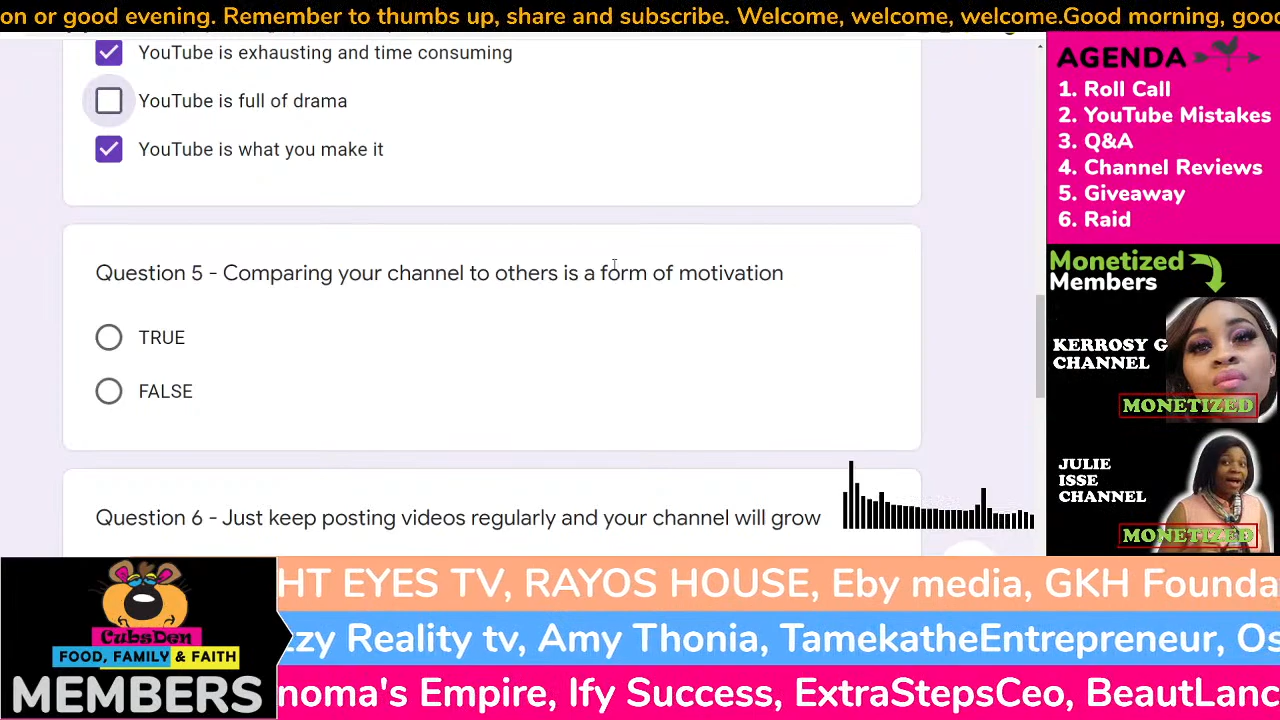 on or good evening. Remember to thumbs up, share and subscribe. Welcome, welcome, welcome.Good morning, good
YouTube is exhausting and time consuming
YouTube is full of drama
YouTube is what you make it
Question 5 - Comparing your channel to others is a form of motivation
TRUE
FALSE
Question 6 - Just keep posting videos regularly and your channel will grow
AGENDA
1. Roll Call
2. YouTube Mistakes
3. Q&A
4. Channel Reviews
5. Giveaway
6. Raid
Monetized
Members
KERROSY G
CHANNEL
MONETIZED
JULIE
ISSE
CHANNEL
MONETIZED
CubsDen
FOOD, FAMILY & FAITH
MEMBERS
HT EYES TV, RAYOS HOUSE, Eby media, GKH Founda
zzy Reality tv, Amy Thonia, TamekatheEntrepreneur, Os
noma's Empire, Ify Success, ExtraStepsCeo, BeautLanc